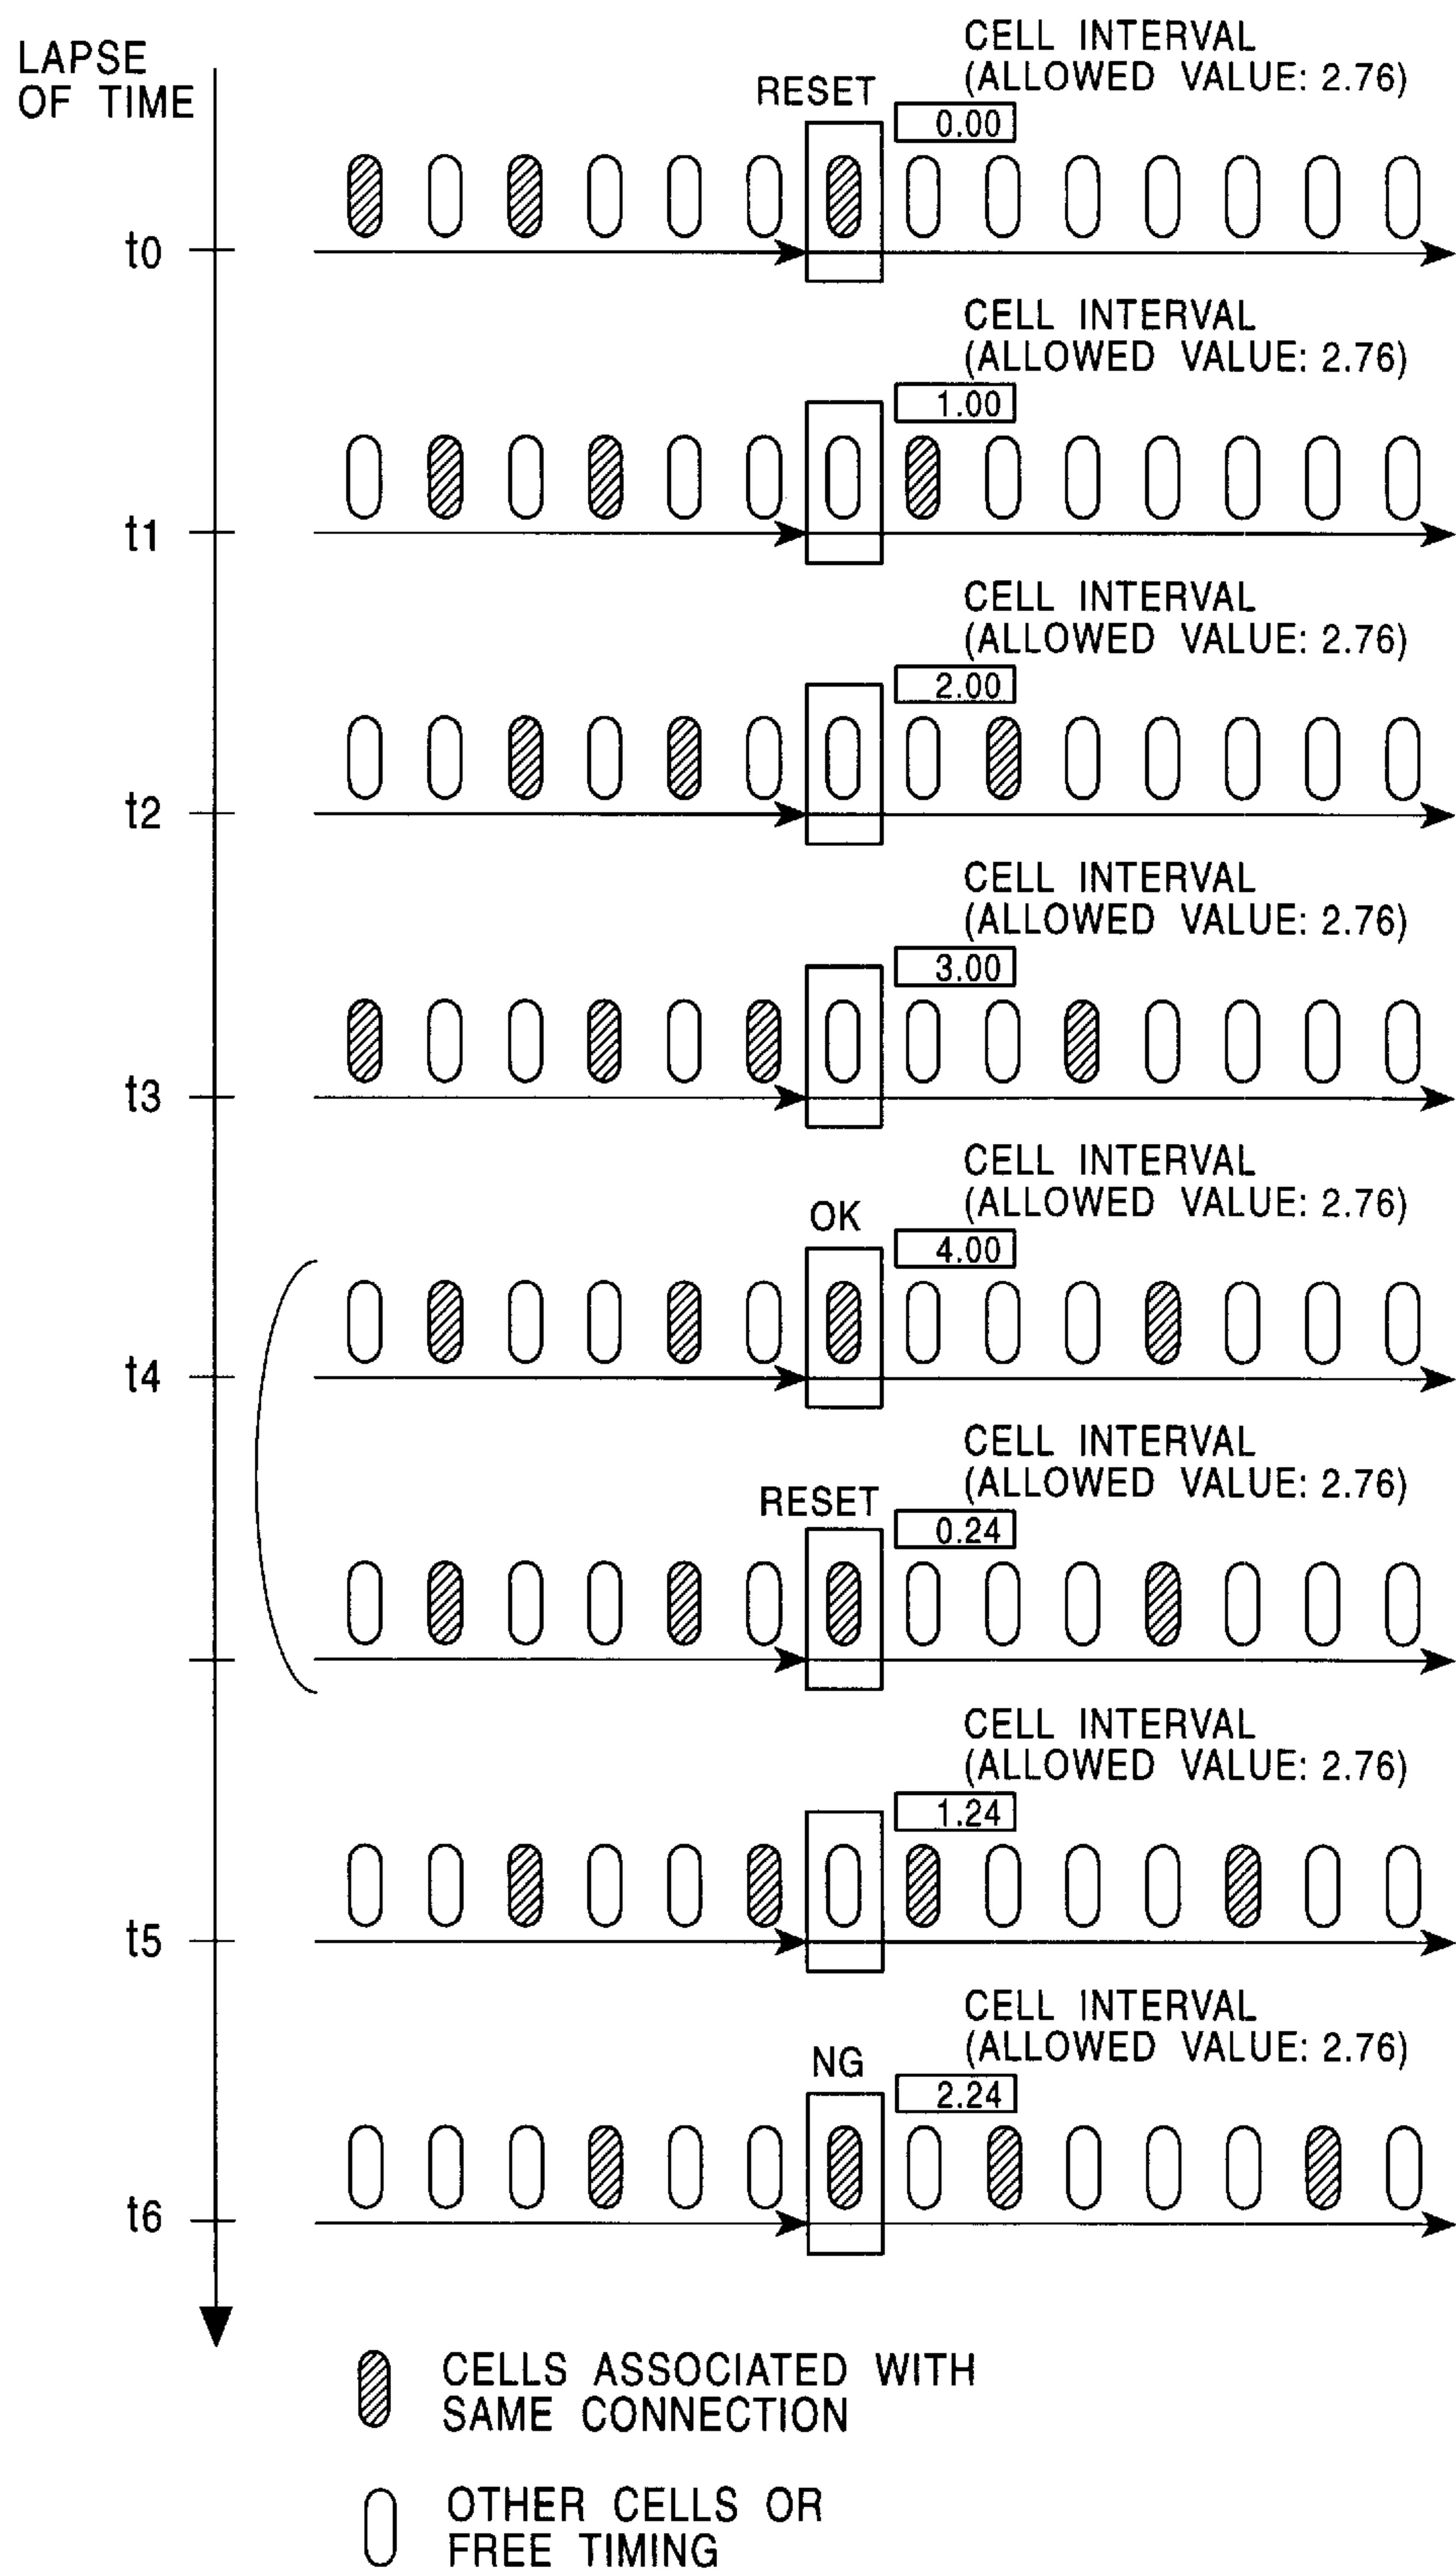 LAPSE
OF TIME
CELL INTERVAL
(ALLOWED VALUE: 2.76)
RESET
0.00
t0
CELL INTERVAL
(ALLOWED VALUE: 2.76)
1.00
t1
CELL INTERVAL
(ALLOWED VALUE: 2.76)
2.00
t2
CELL INTERVAL
(ALLOWED VALUE: 2.76)
3.00
t3
CELL INTERVAL
(ALLOWED VALUE: 2.76)
OK
4.00
t4
CELL INTERVAL
(ALLOWED VALUE: 2.76)
RESET
0.24
CELL INTERVAL
(ALLOWED VALUE: 2.76)
1.24
t5
CELL INTERVAL
(ALLOWED VALUE: 2.76)
NG
2.24
t6
CELLS ASSOCIATED WITH
SAME CONNECTION
OTHER CELLS OR
FREE TIMING